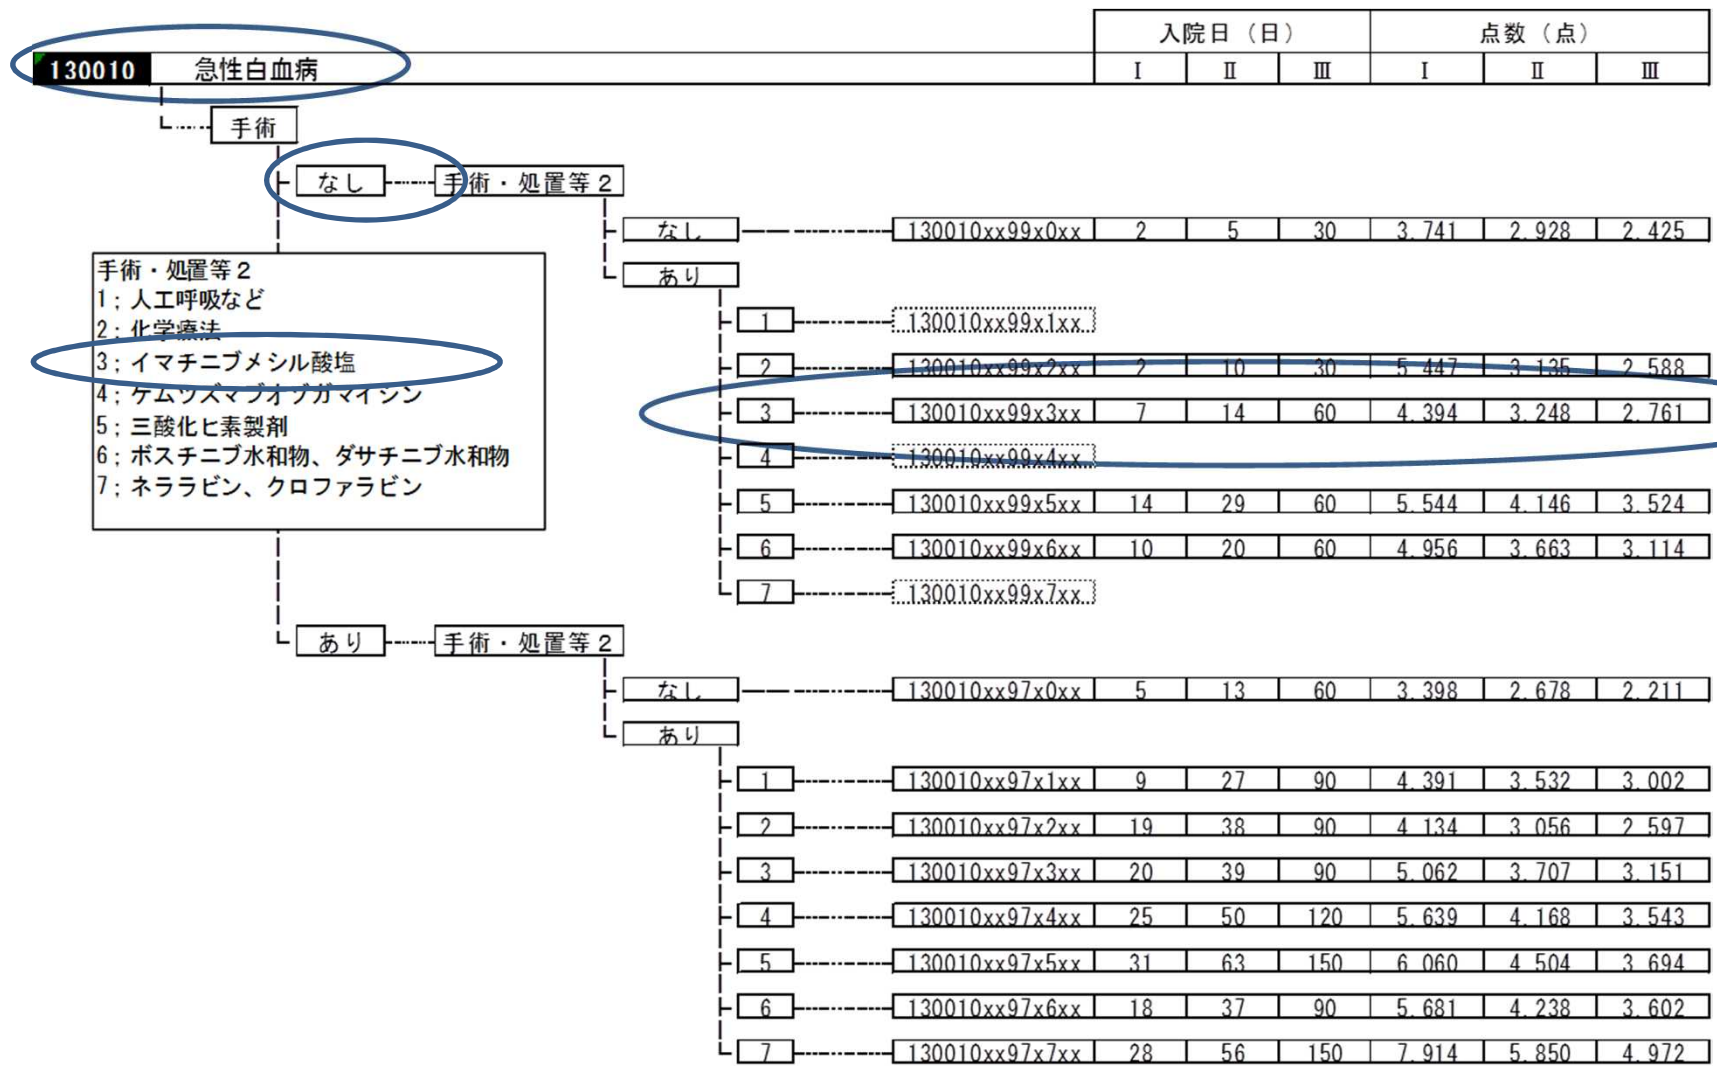 入院日（日） 点数（点）
130010 急性白血病 Ⅰ Ⅱ Ⅲ Ⅰ Ⅱ Ⅲ
手術
なし 手術・処置等２
なし 130010xx99x0xx 2 5 30 3,741 2,928 2,425
あり
手術・処置等２
1；人工呼吸など
2；化学療法
3；イマチニブメシル酸塩
4；ゲムツズマブオゾガマイシン
5；三酸化ヒ素製剤
6；ボスチニブ水和物、ダサチニブ水和物
7；ネララビン、クロファラビン
1 130010xx99x1xx
2 130010xx99x2xx 2 10 30 5,447 3,135 2,588
3 130010xx99x3xx 7 14 60 4,394 3,248 2,761
4 130010xx99x4xx
5 130010xx99x5xx 14 29 60 5,544 4,146 3,524
6 130010xx99x6xx 10 20 60 4,956 3,663 3,114
7 130010xx99x7xx
あり 手術・処置等２
なし 130010xx97x0xx 5 13 60 3,398 2,678 2,211
あり
1 130010xx97x1xx 9 27 90 4,391 3,532 3,002
2 130010xx97x2xx 19 38 90 4,134 3,056 2,597
3 130010xx97x3xx 20 39 90 5,062 3,707 3,151
4 130010xx97x4xx 25 50 120 5,639 4,168 3,543
5 130010xx97x5xx 31 63 150 6,060 4,504 3,694
6 130010xx97x6xx 18 37 90 5,681 4,238 3,602
7 130010xx97x7xx 28 56 150 7,914 5,850 4,972